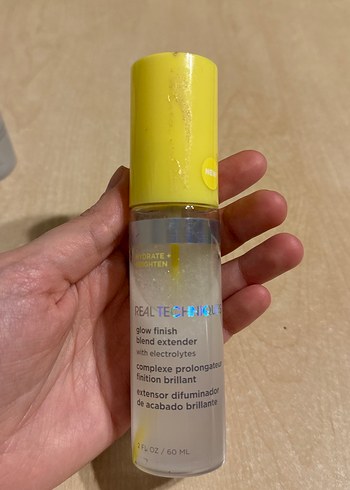 NEW
HYDRATE +
BRIGHTEN
REAL TECHNIQUES
glow finish
blend extender
with electrolytes
complexe prolongateur
finition brillant
extensor difuminador
de acabado brillante
2 FL OZ / 60 ML